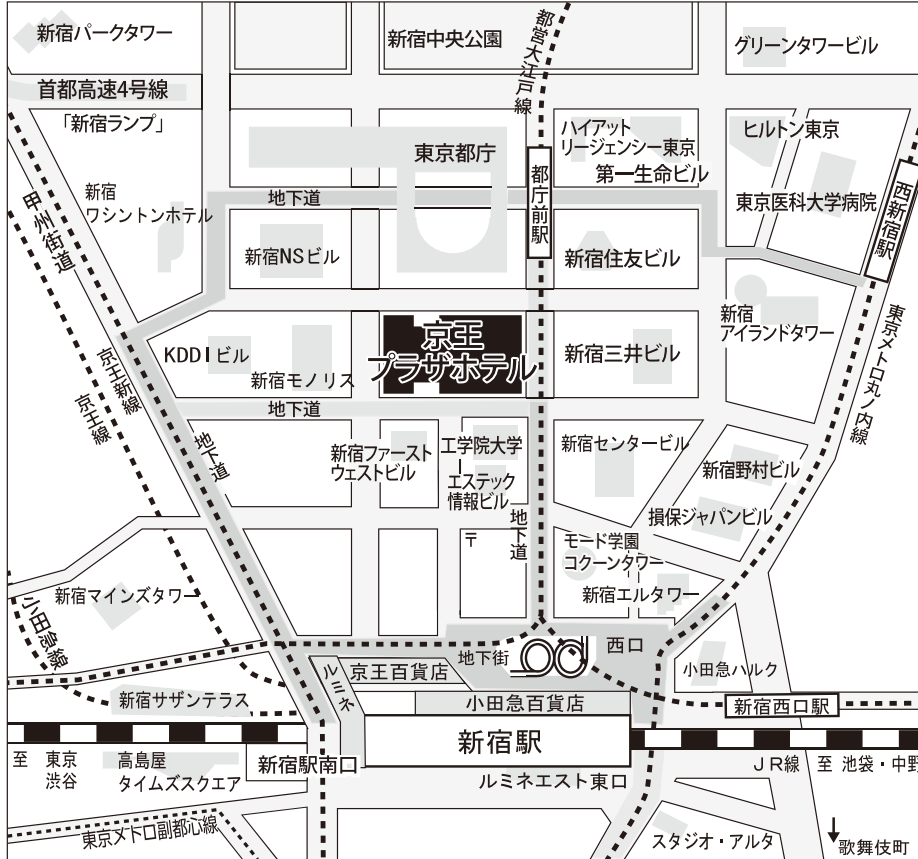 新宿パークタワー
新宿中央公園
都営大江戸線
グリーンタワービル
首都高速4号線
「新宿ランプ」
ハイアット
リージェンシー東京
ヒルトン東京
東京都庁
第一生命ビル
都庁前駅
西新宿駅
新宿
ワシントンホテル
地下道
東京医科大学病院
甲州街道
新宿NSビル
新宿住友ビル
新宿
アイランドタワー
東京メトロ丸ノ内線
京王
プラザホテル
KDDIビル
新宿モノリス
新宿三井ビル
京王新線
京王線
地下道
地下道
新宿ファースト
ウェストビル
工学院大学
エステック
情報ビル
新宿センタービル
新宿野村ビル
損保ジャパンビル
地下道
〒
モード学園
コクーンタワー
新宿エルタワー
新宿マインズタワー
小田急線
地下街
西口
ルミネ
京王百貨店
小田急ハルク
新宿サザンテラス
小田急百貨店
新宿西口駅
新宿駅
至 東京
渋谷
高島屋
タイムズスクエア
新宿駅南口
ルミネエスト東口
JR線 至 池袋・中野
東京メトロ副都心線
スタジオ・アルタ
歌舞伎町